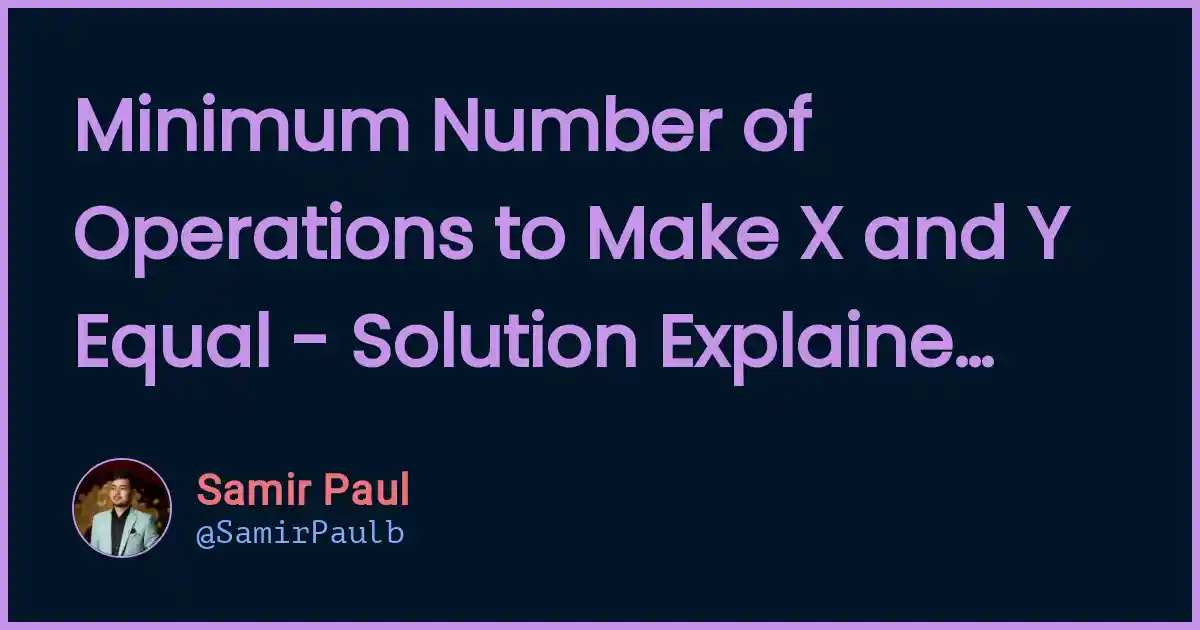 Minimum Number of
Operations to Make X and Y
Equal - Solution Explaine...
Samir Paul
@SamirPaulb